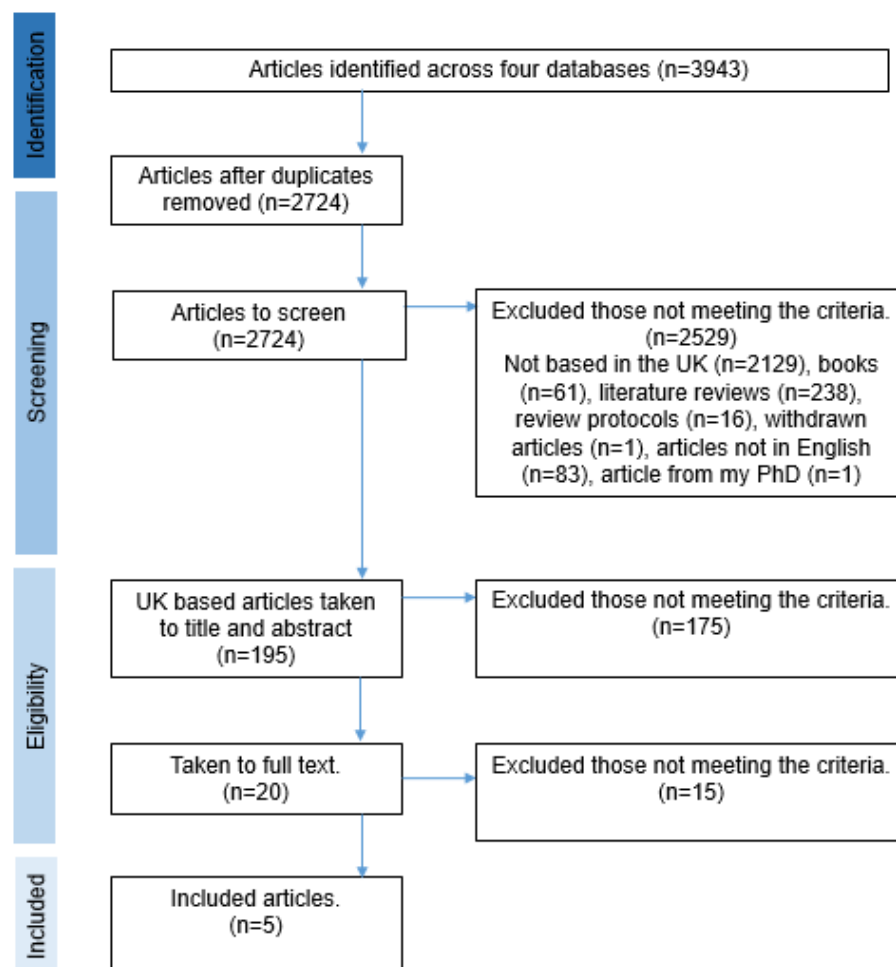 Identification
Articles identified across four databases (n=3943)
Articles after duplicates
removed (n=2724)
Screening
Articles to screen
(n=2724)
Excluded those not meeting the criteria.
(n=2529)
Not based in the UK (n=2129), books
(n=61), literature reviews (n=238),
review protocols (n=16), withdrawn
articles (n=1), articles not in English
(n=83), article from my PhD (n=1)
Eligibility
UK based articles taken
to title and abstract
(n=195)
Excluded those not meeting the criteria.
(n=175)
Taken to full text.
(n=20)
Excluded those not meeting the criteria.
(n=15)
Included
Included articles.
(n=5)